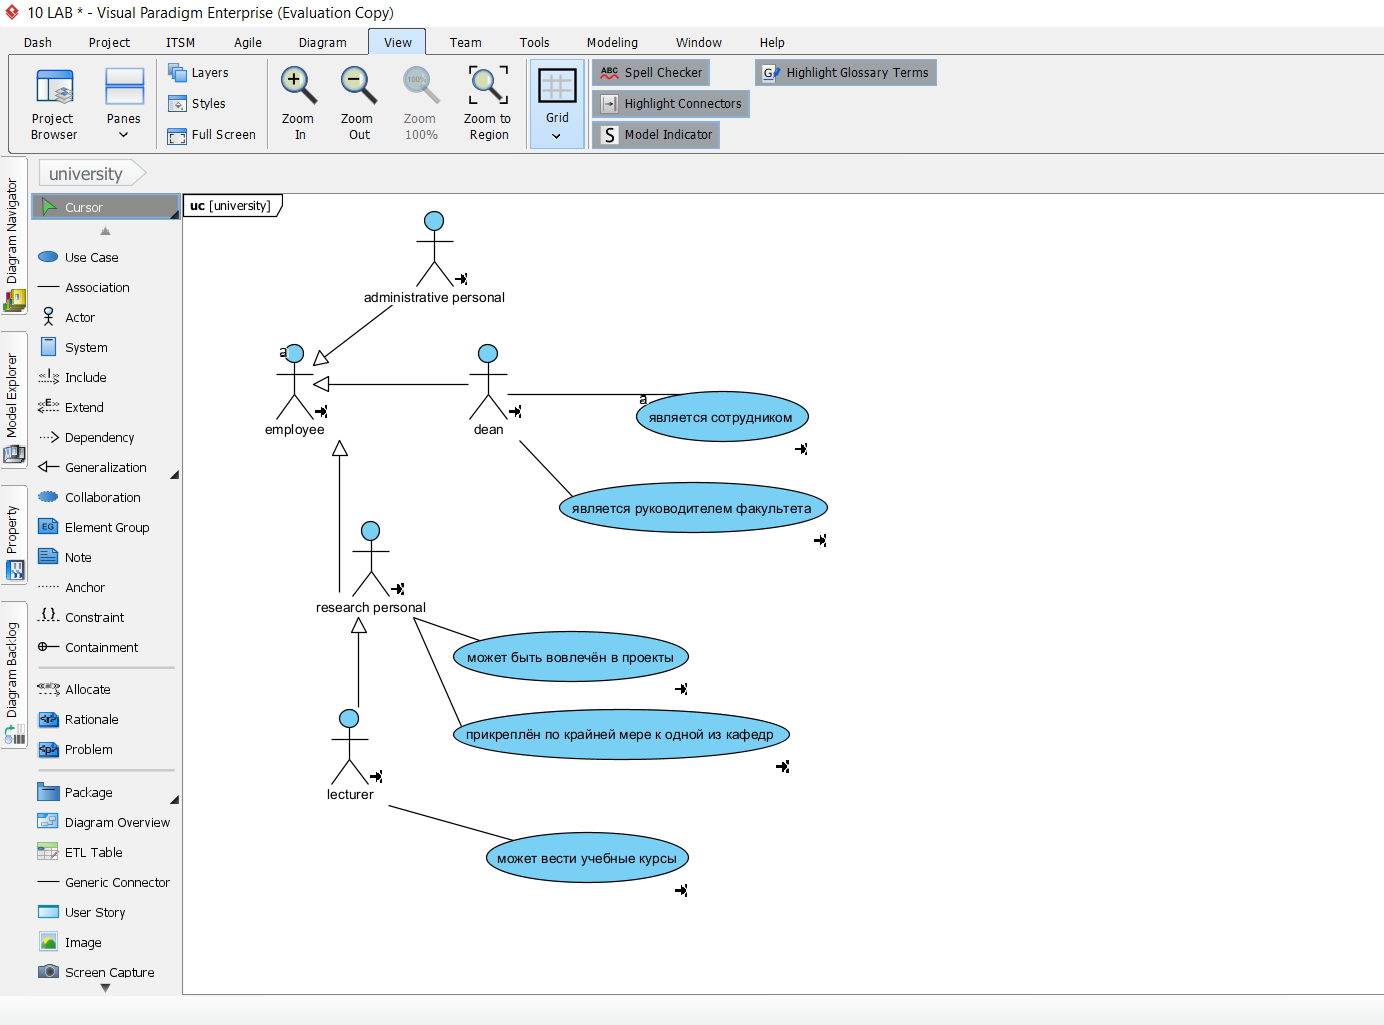 10 LAB * - Visual Paradigm Enterprise (Evaluation Copy)
Dash Project ITSM Agile Diagram View Team Tools Modeling Window Help
Project Browser
Panes
Layers
Styles
Full Screen
Zoom In
Zoom Out
100%
Zoom 100%
Zoom to Region
Grid
ABC Spell Checker
Highlight Connectors
S Model Indicator
G Highlight Glossary Terms
university
Diagram Navigator
Model Explorer
Property
Diagram Backlog
Cursor
Use Case
Association
Actor
System
Include
Extend
Dependency
Generalization
Collaboration
EG Element Group
Note
Anchor
Constraint
Containment
Allocate
Rationale
Problem
Package
Diagram Overview
ETL Table
Generic Connector
User Story
Image
Screen Capture
uc [university]
administrative personal
a
employee
dean
a
является сотрудником
является руководителем факультета
research personal
может быть вовлечён в проекты
прикреплён по крайней мере к одной из кафедр
lecturer
может вести учебные курсы